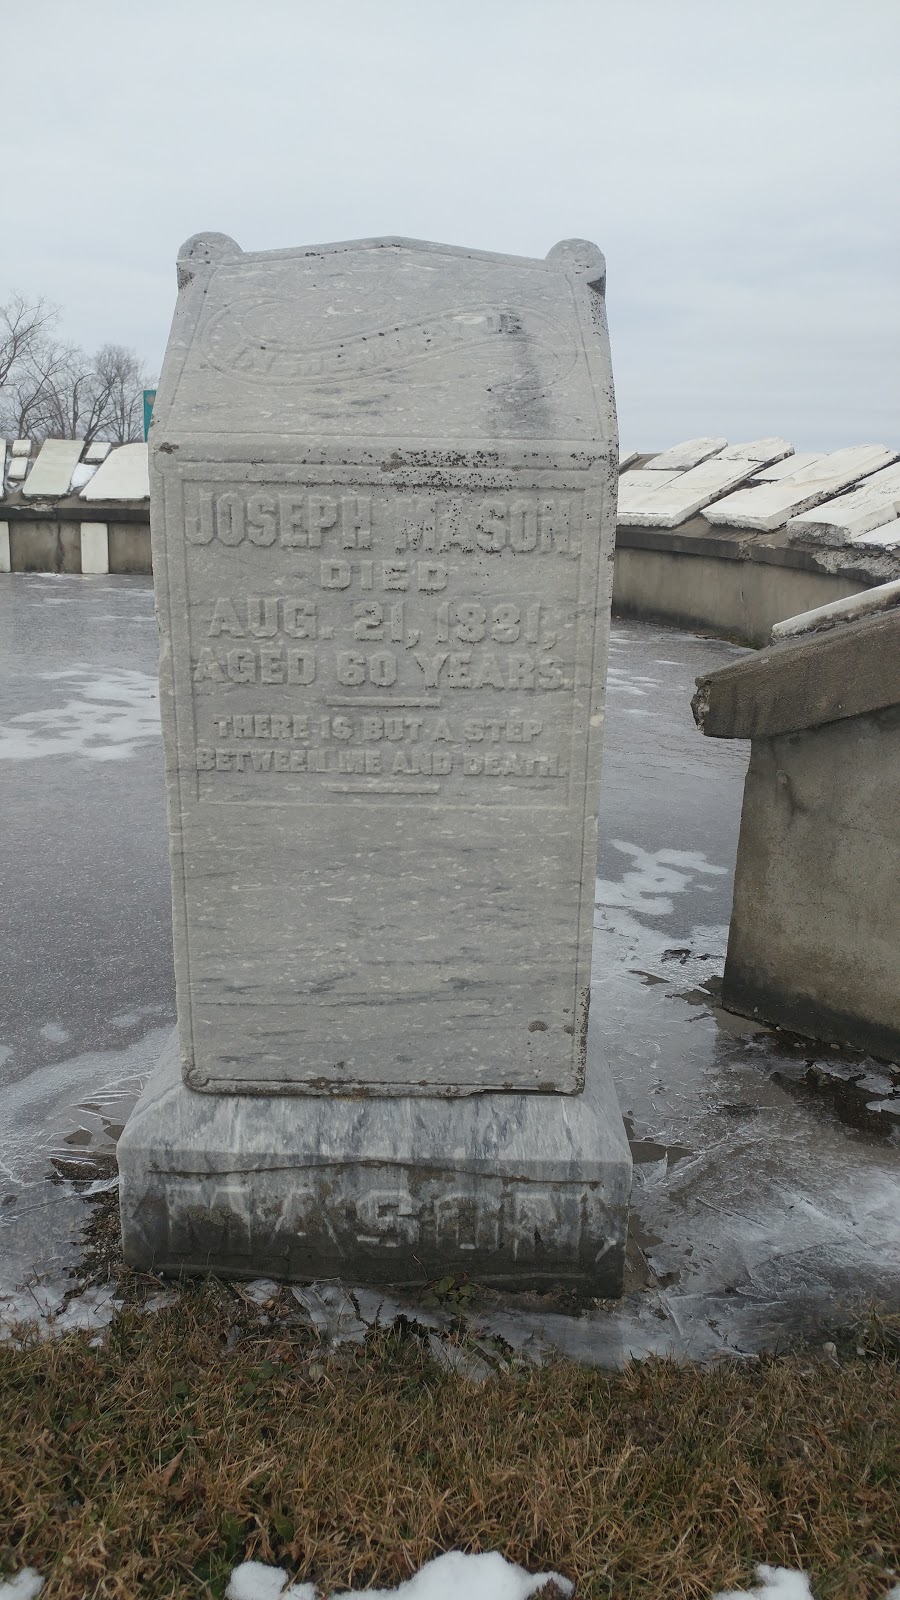 IN MEMORY OF
JOSEPH MASON,
DIED
AUG. 21, 1881,
AGED 60 YEARS.
THERE IS BUT A STEP
BETWEEN ME AND DEATH.
MASON